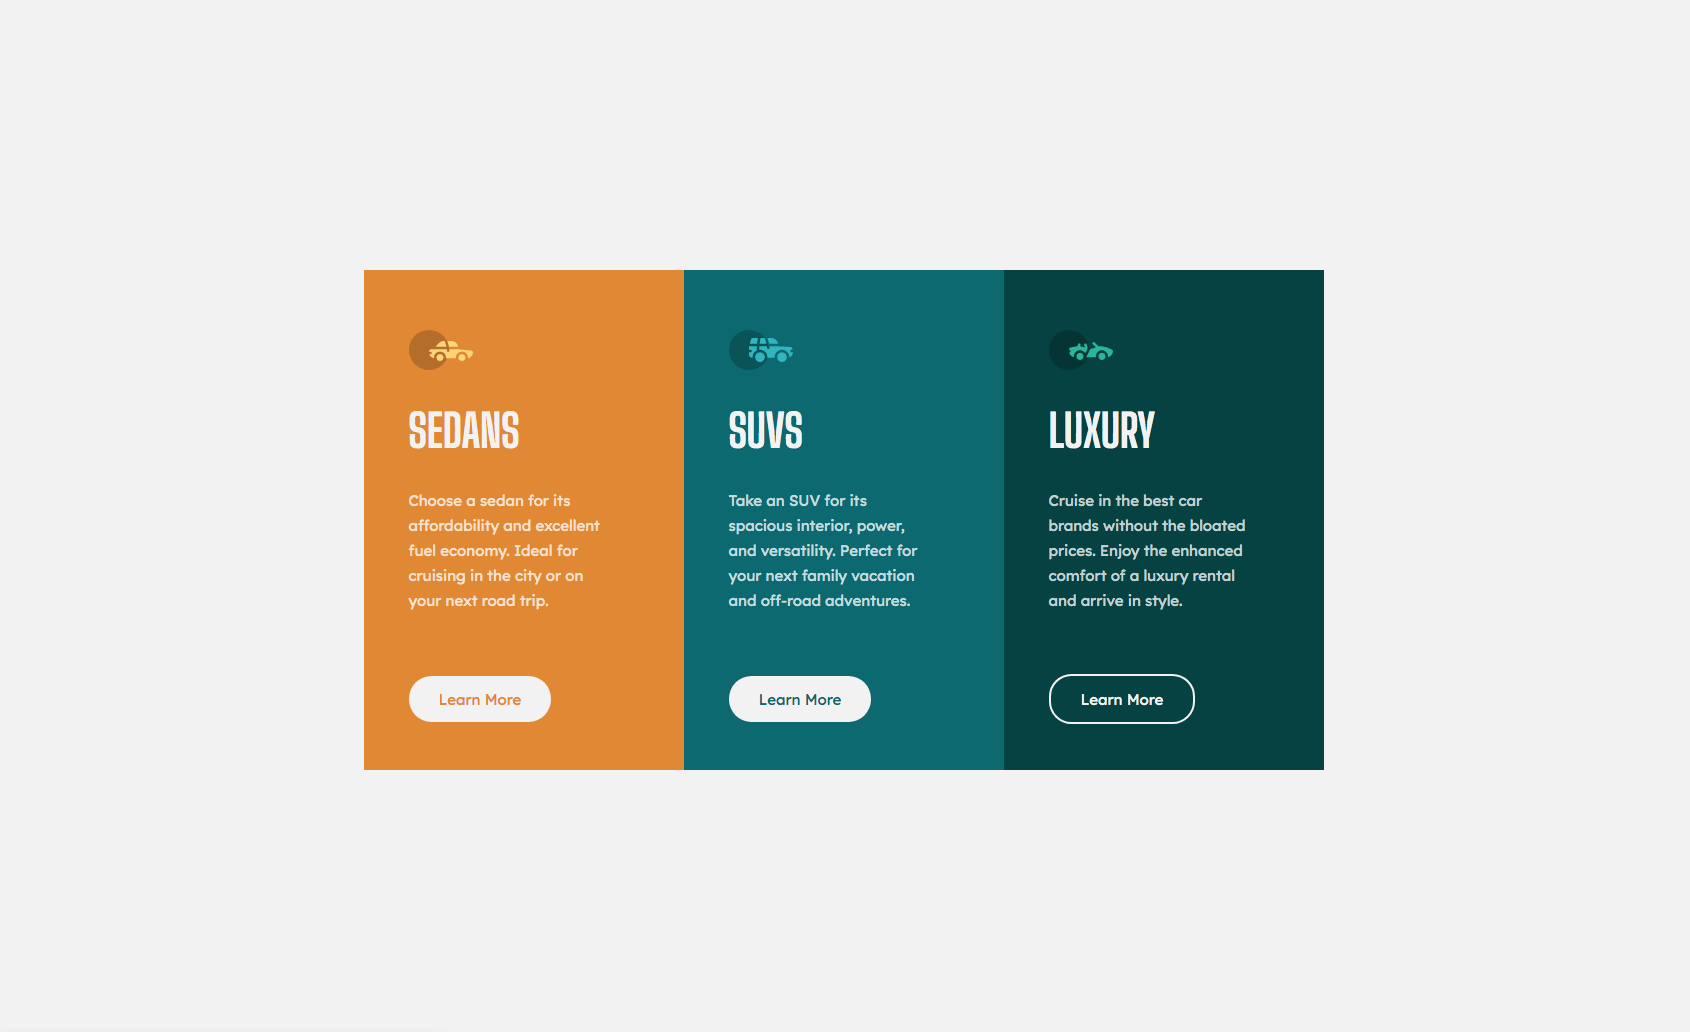 SEDANS
Choose a sedan for its
affordability and excellent
fuel economy. Ideal for
cruising in the city or on
your next road trip.
Learn More
SUVS
Take an SUV for its
spacious interior, power,
and versatility. Perfect for
your next family vacation
and off-road adventures.
Learn More
LUXURY
Cruise in the best car
brands without the bloated
prices. Enjoy the enhanced
comfort of a luxury rental
and arrive in style.
Learn More